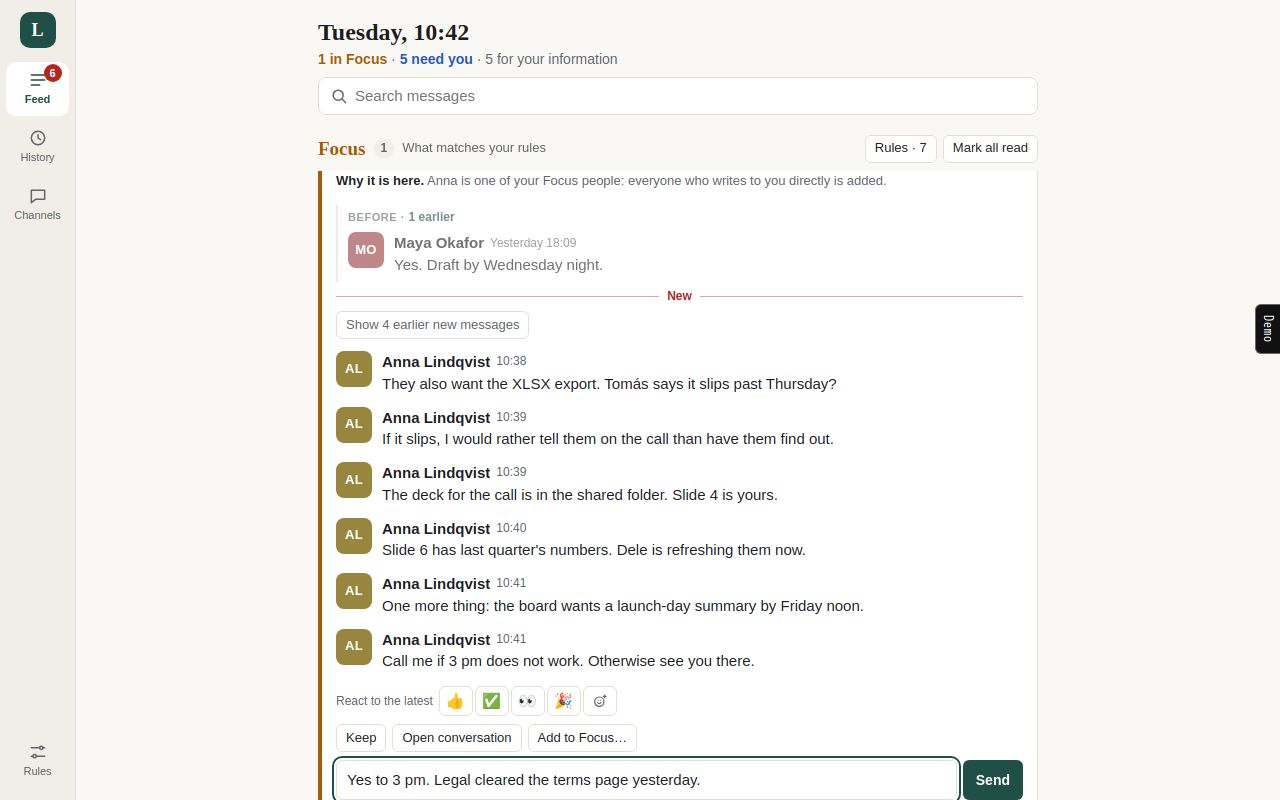 L
Tuesday, 10:42
1 in Focus · 5 need you · 5 for your information
6
Feed
Search messages
History
Focus 1 What matches your rules
Rules · 7
Mark all read
Channels
Why it is here. Anna is one of your Focus people: everyone who writes to you directly is added.
BEFORE · 1 earlier
MO
Maya Okafor Yesterday 18:09
Yes. Draft by Wednesday night.
New
Show 4 earlier new messages
Demo
AL
Anna Lindqvist 10:38
They also want the XLSX export. Tomás says it slips past Thursday?
AL
Anna Lindqvist 10:39
If it slips, I would rather tell them on the call than have them find out.
AL
Anna Lindqvist 10:39
The deck for the call is in the shared folder. Slide 4 is yours.
AL
Anna Lindqvist 10:40
Slide 6 has last quarter's numbers. Dele is refreshing them now.
AL
Anna Lindqvist 10:41
One more thing: the board wants a launch-day summary by Friday noon.
AL
Anna Lindqvist 10:41
Call me if 3 pm does not work. Otherwise see you there.
React to the latest
Keep
Open conversation
Add to Focus…
Rules
Yes to 3 pm. Legal cleared the terms page yesterday.
Send